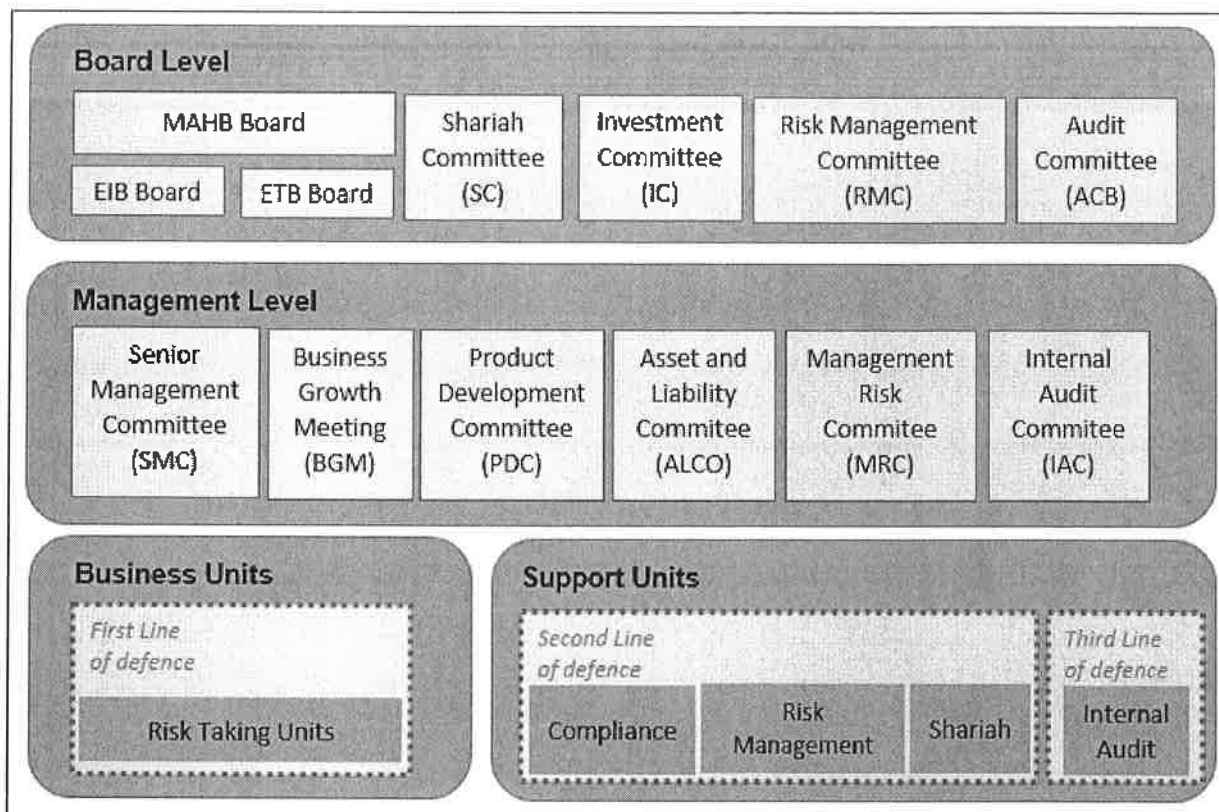 Board Level
MAHB Board
EIB Board
ETB Board
Shariah
Committee
(SC)
Investment
Committee
(IC)
Risk Management
Committee
(RMC)
Audit
Committee
(ACB)
Management Level
Senior
Management
Committee
(SMC)
Business
Growth
Meeting
(BGM)
Product
Development
Committee
(PDC)
Asset and
Liability
Commitee
(ALCO)
Management
Risk
Commitee
(MRC)
Internal
Audit
Commitee
(IAC)
Business Units
First Line
of defence
Risk Taking Units
Support Units
Second Line
of defence
Compliance
Risk
Management
Shariah
Third Line
of defence
Internal
Audit